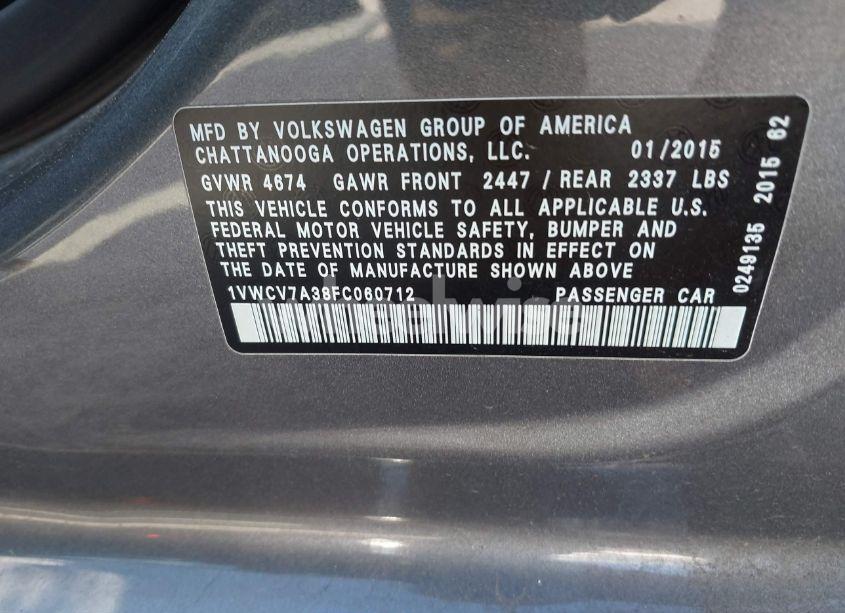 MFD BY VOLKSWAGEN GROUP OF AMERICA
CHATTANOOGA OPERATIONS, LLC. 01/2015
GVWR 4674 GAWR FRONT 2447 / REAR 2337 LBS
THIS VEHICLE CONFORMS TO ALL APPLICABLE U.S.
FEDERAL MOTOR VEHICLE SAFETY, BUMPER AND
THEFT PREVENTION STANDARDS IN EFFECT ON
THE DATE OF MANUFACTURE SHOWN ABOVE
1VWCV7A38FC060712 PASSENGER CAR
0249135 2015 62